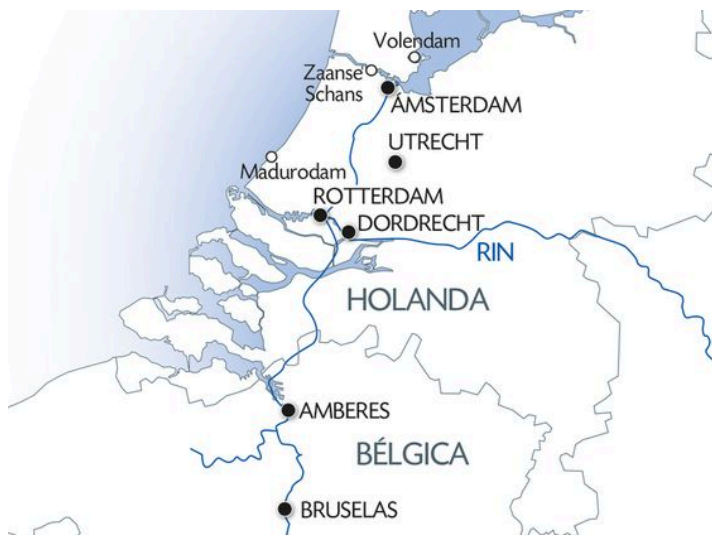 Volendam
Zaanse
Schans
ÁMSTERDAM
UTRECHT
Madurodam
ROTTERDAM
DORDRECHT
RIN
HOLANDA
AMBERES
BÉLGICA
BRUSELAS